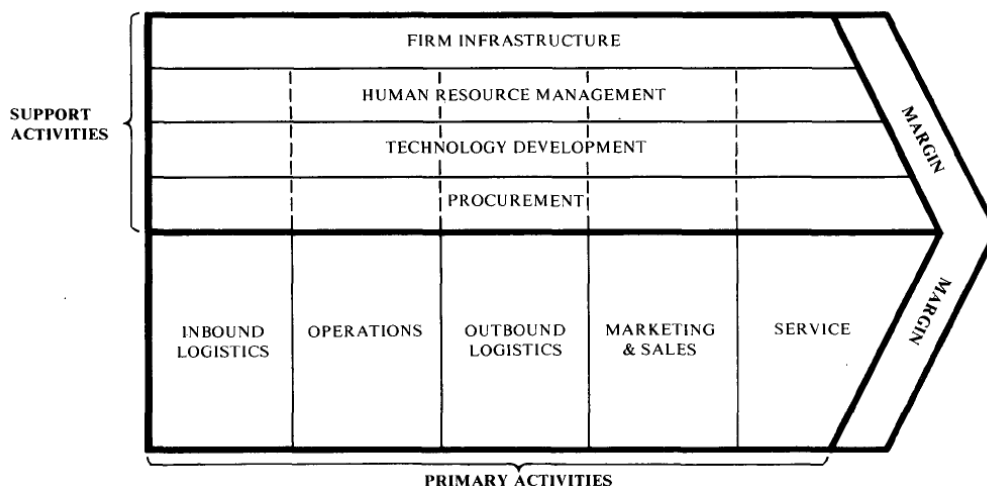 FIRM INFRASTRUCTURE
HUMAN RESOURCE MANAGEMENT
SUPPORT
ACTIVITIES
TECHNOLOGY DEVELOPMENT
PROCUREMENT
MARGIN
INBOUND
LOGISTICS
OPERATIONS
OUTBOUND
LOGISTICS
MARKETING
& SALES
SERVICE
MARGIN
PRIMARY ACTIVITIES